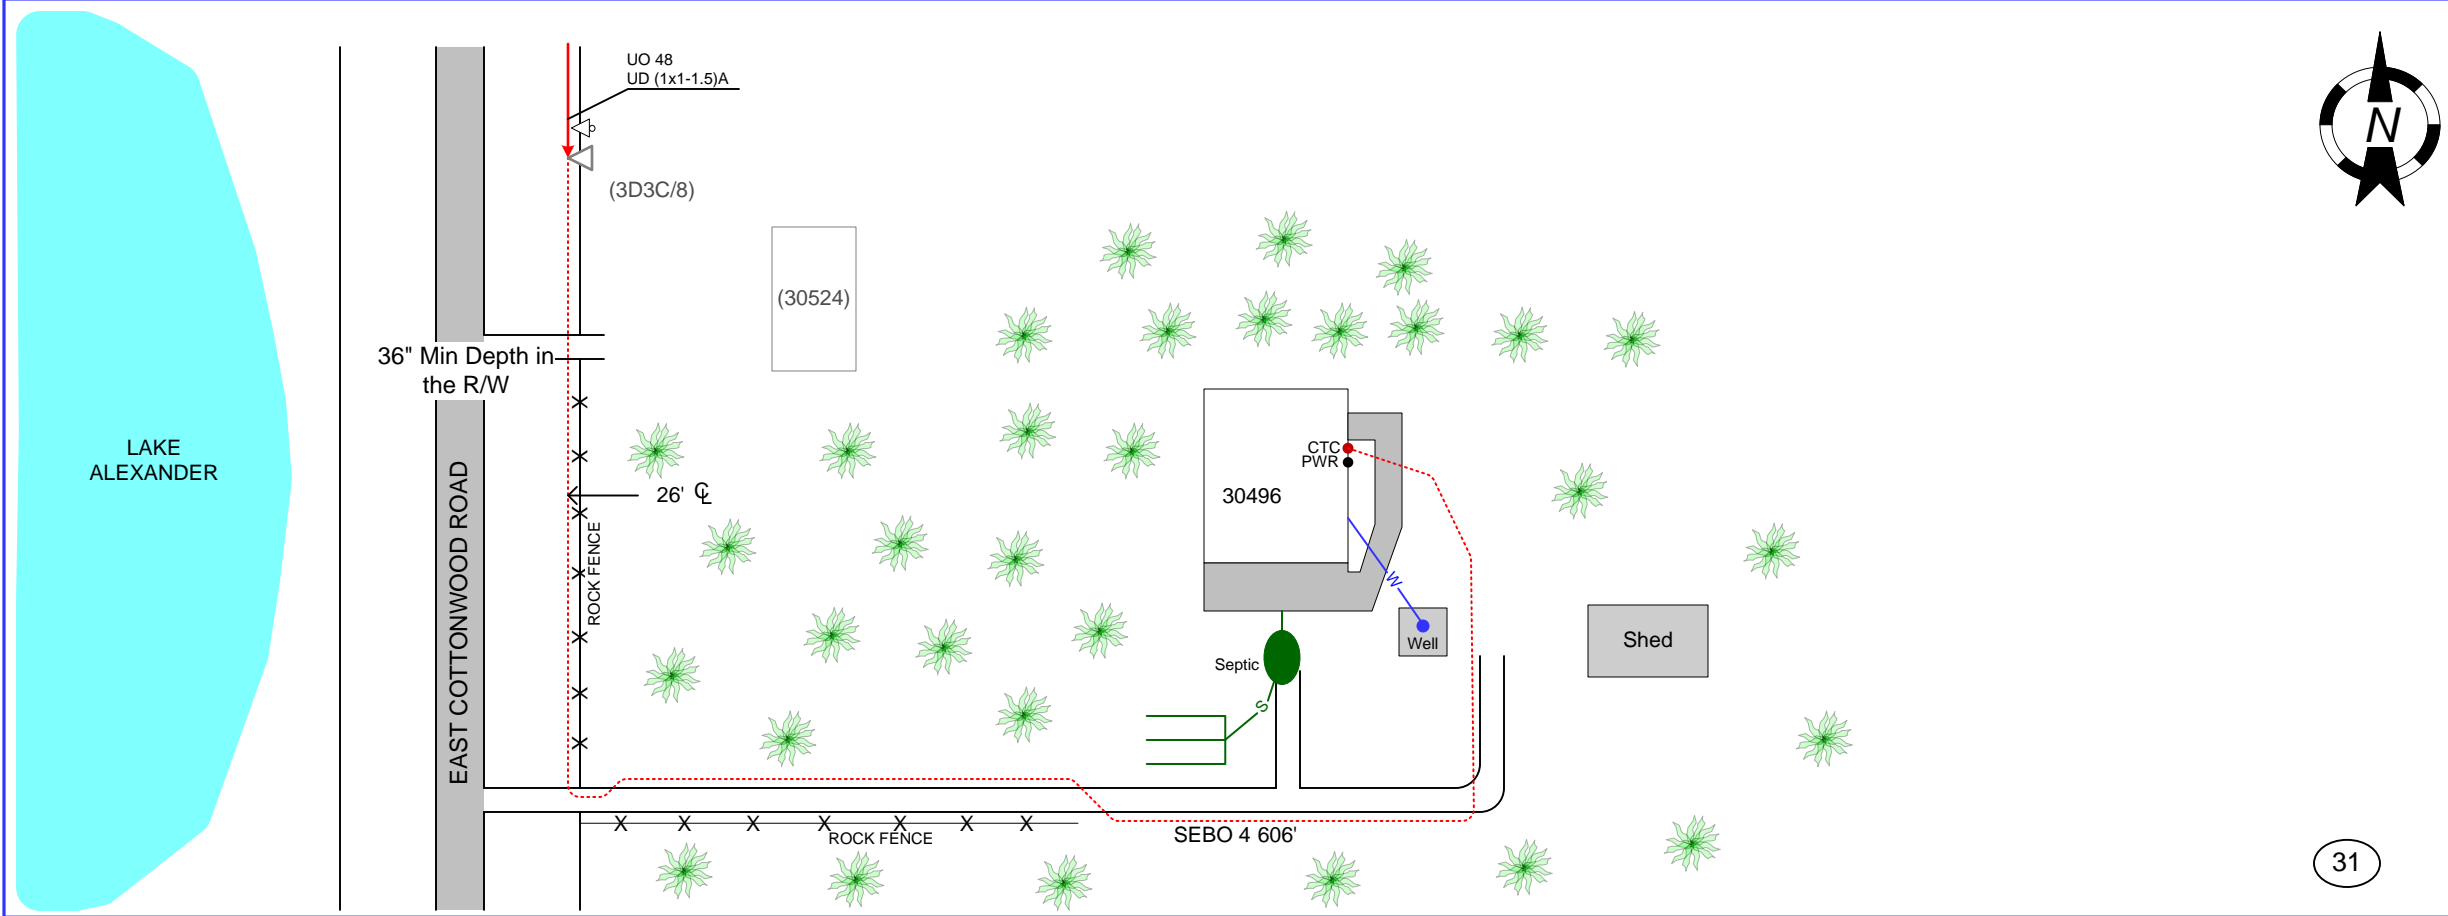 UO 48
UD (1x1-1.5)A
N
(3D3C/8)
(30524)
36" Min Depth in
the R/W
LAKE
ALEXANDER
EAST COTTONWOOD ROAD
26' ℄
ROCK FENCE
CTC
PWR
30496
W
Well
Shed
Septic
S
X X X X X X X
ROCK FENCE
SEBO 4 606'
31